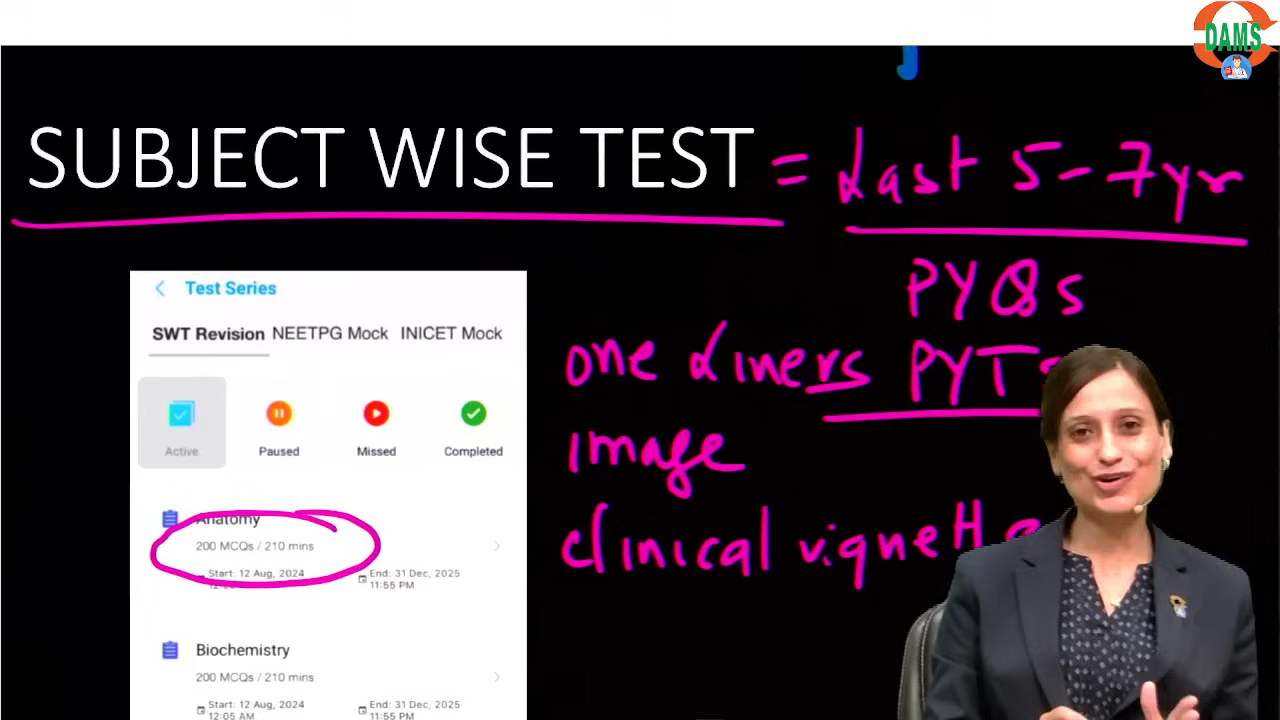 DAMS
SUBJECT WISE TEST = Last 5-7yr
PYQs
one Liners PYTs
image
clinical vignette
Test Series
SWT Revision NEETPG Mock INICET Mock
Active Paused Missed Completed
Anatomy
200 MCQs / 210 mins
Start: 12 Aug, 2024 End: 31 Dec, 2025
11:55 PM
Biochemistry
200 MCQs / 210 mins
Start: 12 Aug, 2024 End: 31 Dec, 2025
12:05 AM 11:55 PM